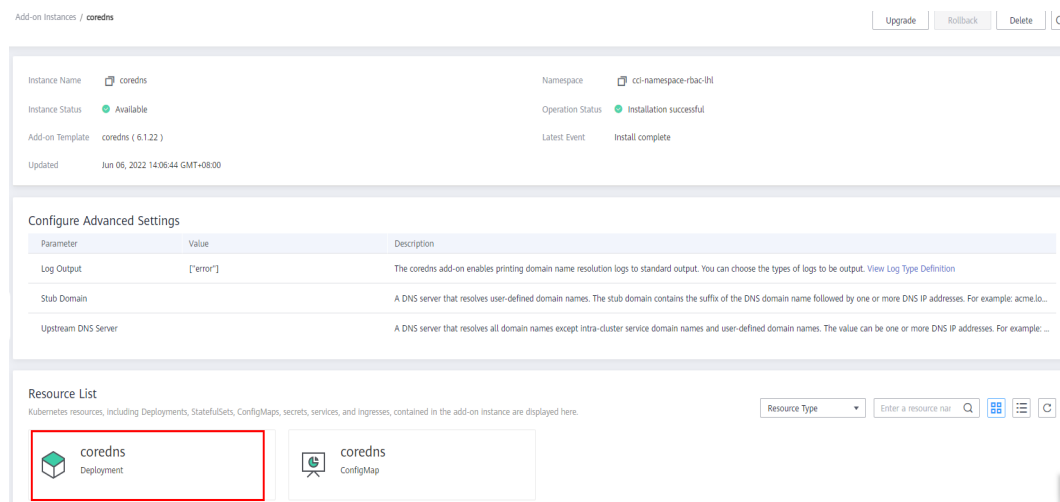 Add-on Instances / coredns
Upgrade Rollback Delete
Instance Name coredns Namespace cci-namespace-rbac-lhl
Instance Status Available Operation Status Installation successful
Add-on Template coredns ( 6.1.22 ) Latest Event Install complete
Updated Jun 06, 2022 14:06:44 GMT+08:00
Configure Advanced Settings
Parameter Value Description
Log Output ["error"] The coredns add-on enables printing domain name resolution logs to standard output. You can choose the types of logs to be output. View Log Type Definition
Stub Domain A DNS server that resolves user-defined domain names. The stub domain contains the suffix of the DNS domain name followed by one or more DNS IP addresses. For example: acme.lo...
Upstream DNS Server A DNS server that resolves all domain names except intra-cluster service domain names and user-defined domain names. The value can be one or more DNS IP addresses. For example: ...
Resource List
Kubernetes resources, including Deployments, StatefulSets, ConfigMaps, secrets, services, and ingresses, contained in the add-on instance are displayed here.
Resource Type Enter a resource nar
coredns coredns
Deployment ConfigMap